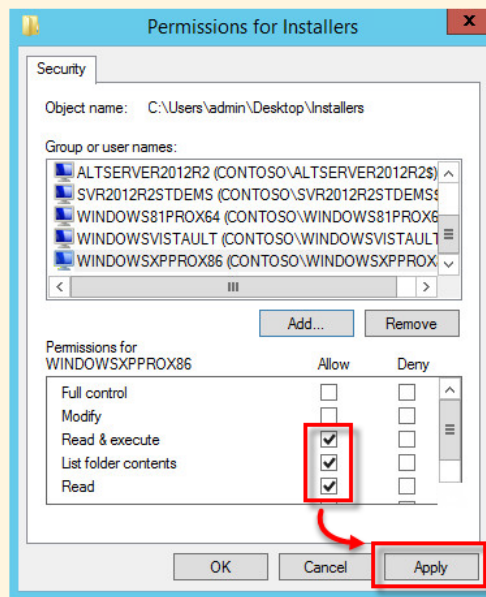 Permissions for Installers
x
Security
Object name: C:\Users\admin\Desktop\Installers
Group or user names:
ALTSERVER2012R2 (CONTOSO\ALTSERVER2012R2$)
SVR2012R2STDEMS (CONTOSO\SVR2012R2STDEMS$
WINDOWS81PROX64 (CONTOSO\WINDOWS81PROX6
WINDOWSVISTAULT (CONTOSO\WINDOWSVISTAULT
WINDOWSXPPROX86 (CONTOSO\WINDOWSXPPROX
Add... Remove
Permissions for
WINDOWSXPPROX86 Allow Deny
Full control
Modify
Read & execute
List folder contents
Read
OK Cancel Apply